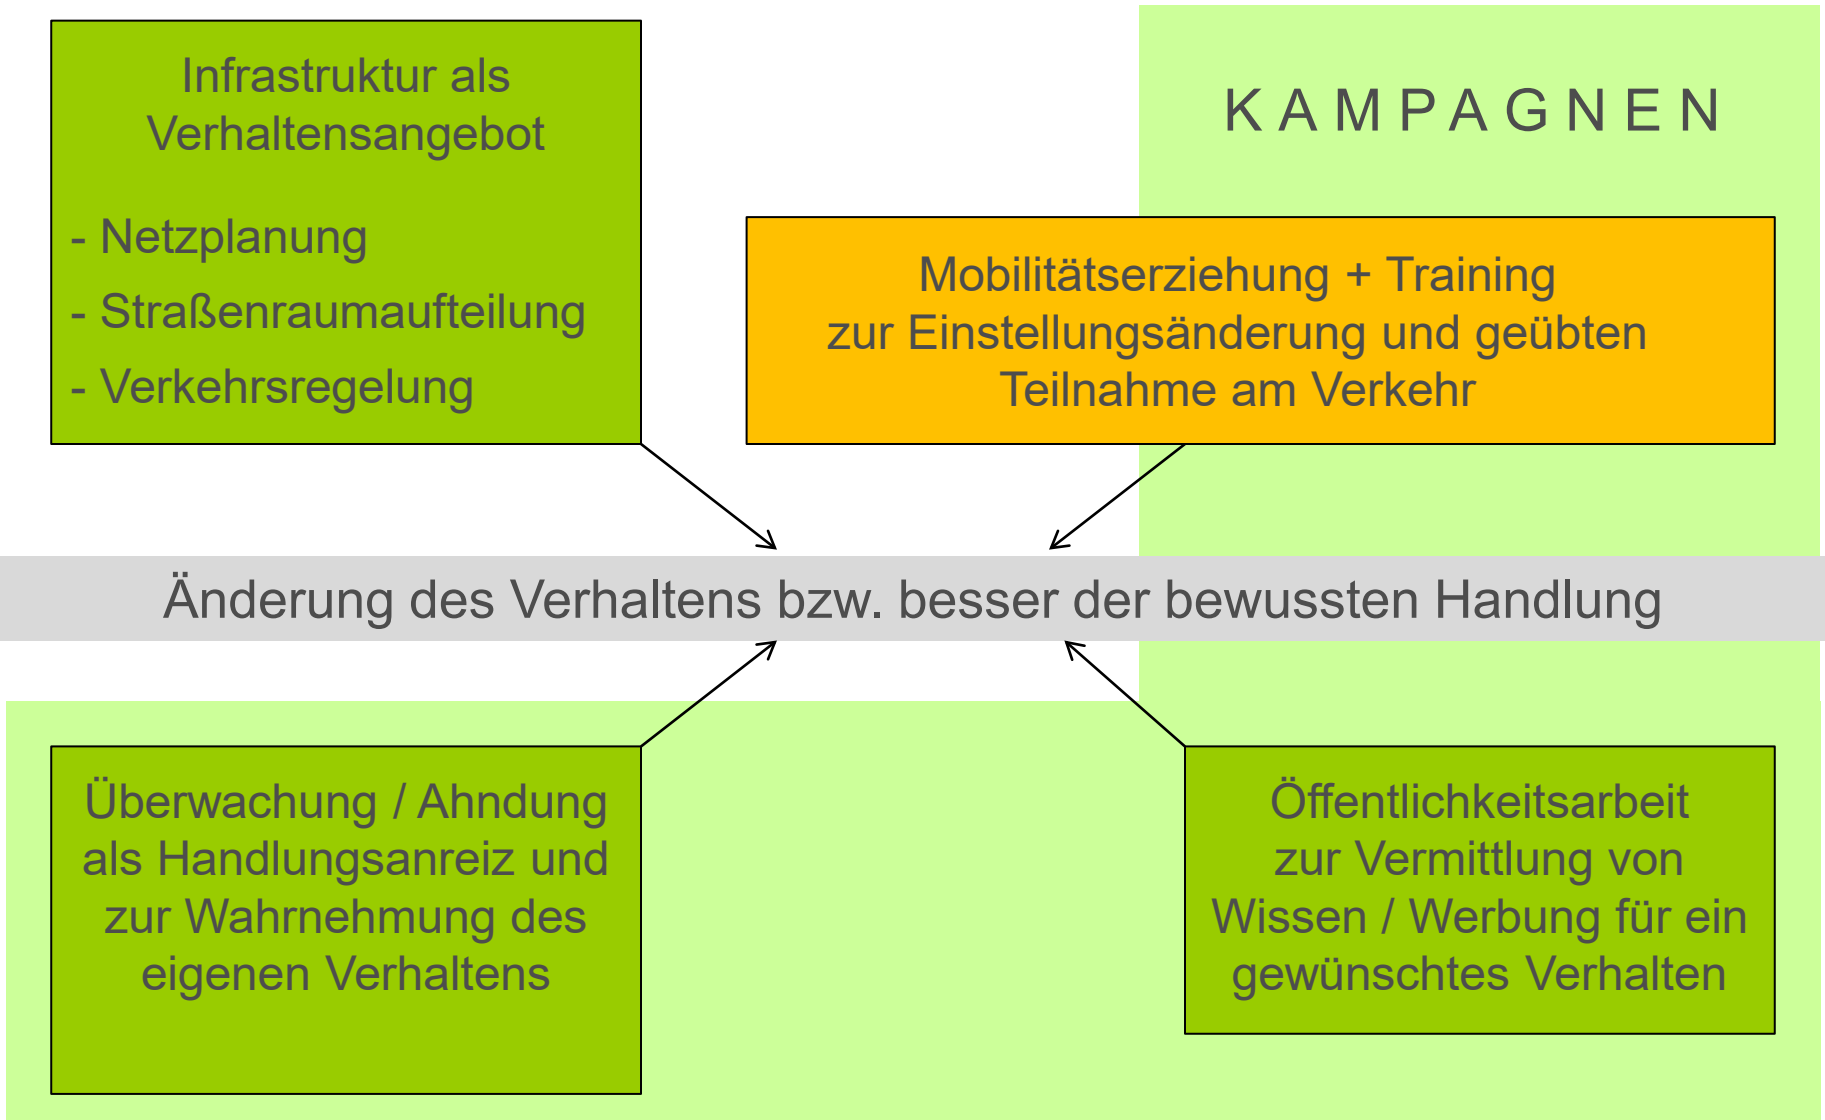 Infrastruktur als
Verhaltensangebot
- Netzplanung
- Straßenraumaufteilung
- Verkehrsregelung
K A M P A G N E N
Mobilitätserziehung + Training
zur Einstellungsänderung und geübten
Teilnahme am Verkehr
Änderung des Verhaltens bzw. besser der bewussten Handlung
Überwachung / Ahndung
als Handlungsanreiz und
zur Wahrnehmung des
eigenen Verhaltens
Öffentlichkeitsarbeit
zur Vermittlung von
Wissen / Werbung für ein
gewünschtes Verhalten